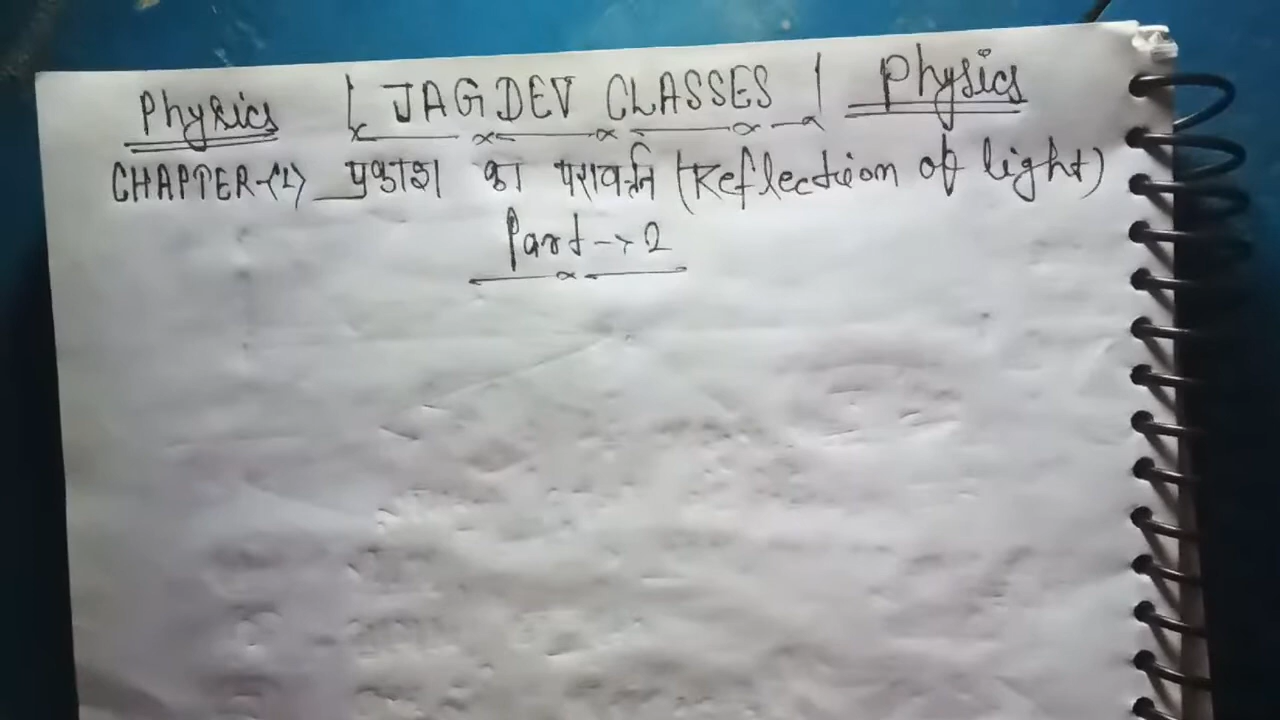 Physics | JAGDEV CLASSES | Physics
CHAPTER-(1) प्रकाश का परावर्तन (Reflection of light)
Part → 2